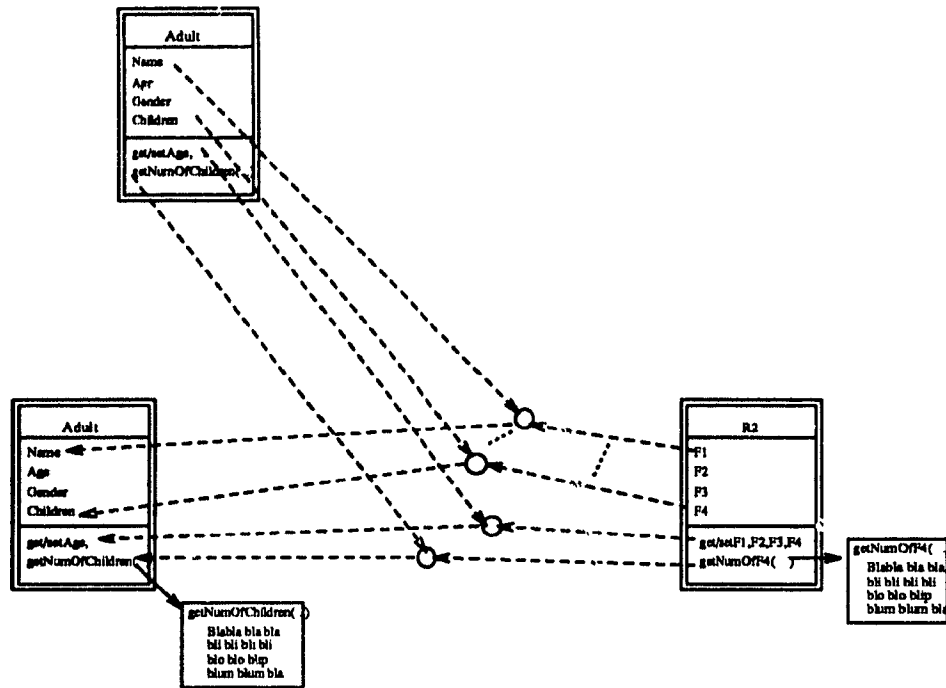 Adult
Name
Apr
Gender
Children
get/setAge,
getNumOfChildren(
Adult
Name
Age
Gender
Children
get/setAge,
getNumOfChildren
R2
F1
F2
F3
F4
get/setF1,F2,F3,F4
getNumOfF4( )
getNumOfF4(
Blabla bla bla
bli bli bli bli
blo blo blip
blum blum bla
getNumOfChildren( )
Blabla bla bla
bli bli bli bli
blo blo blip
blum blum bla